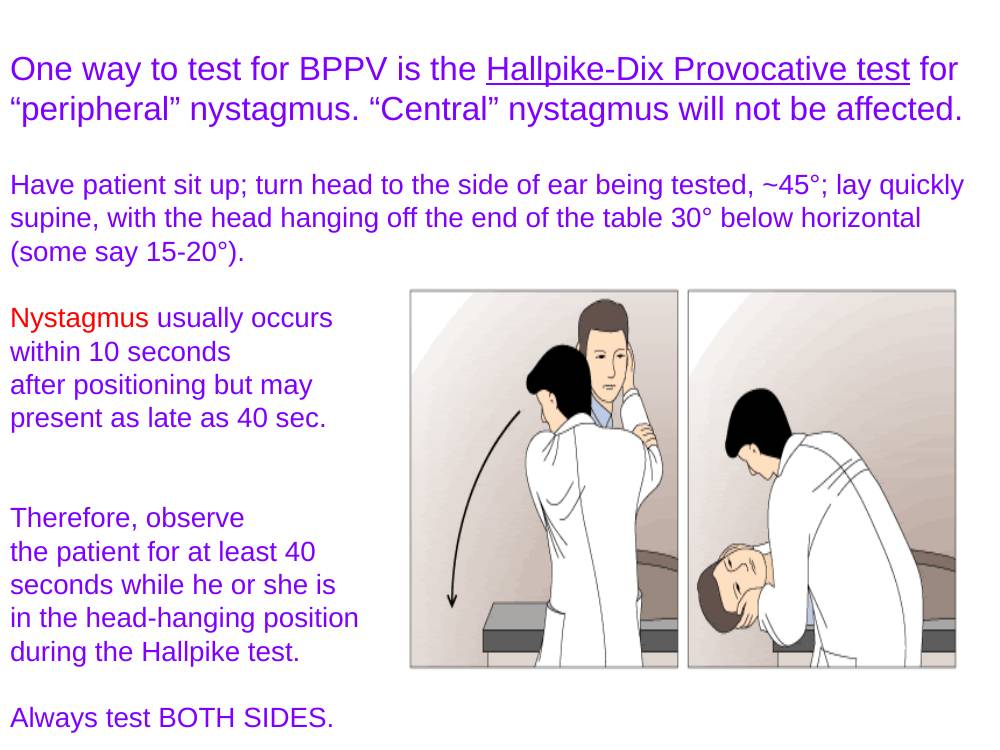 One way to test for BPPV is the Hallpike-Dix Provocative test for
“peripheral” nystagmus. “Central” nystagmus will not be affected.
Have patient sit up; turn head to the side of ear being tested, ~45°; lay quickly
supine, with the head hanging off the end of the table 30° below horizontal
(some say 15-20°).
Nystagmus usually occurs
within 10 seconds
after positioning but may
present as late as 40 sec.
Therefore, observe
the patient for at least 40
seconds while he or she is
in the head-hanging position
during the Hallpike test.
Always test BOTH SIDES.